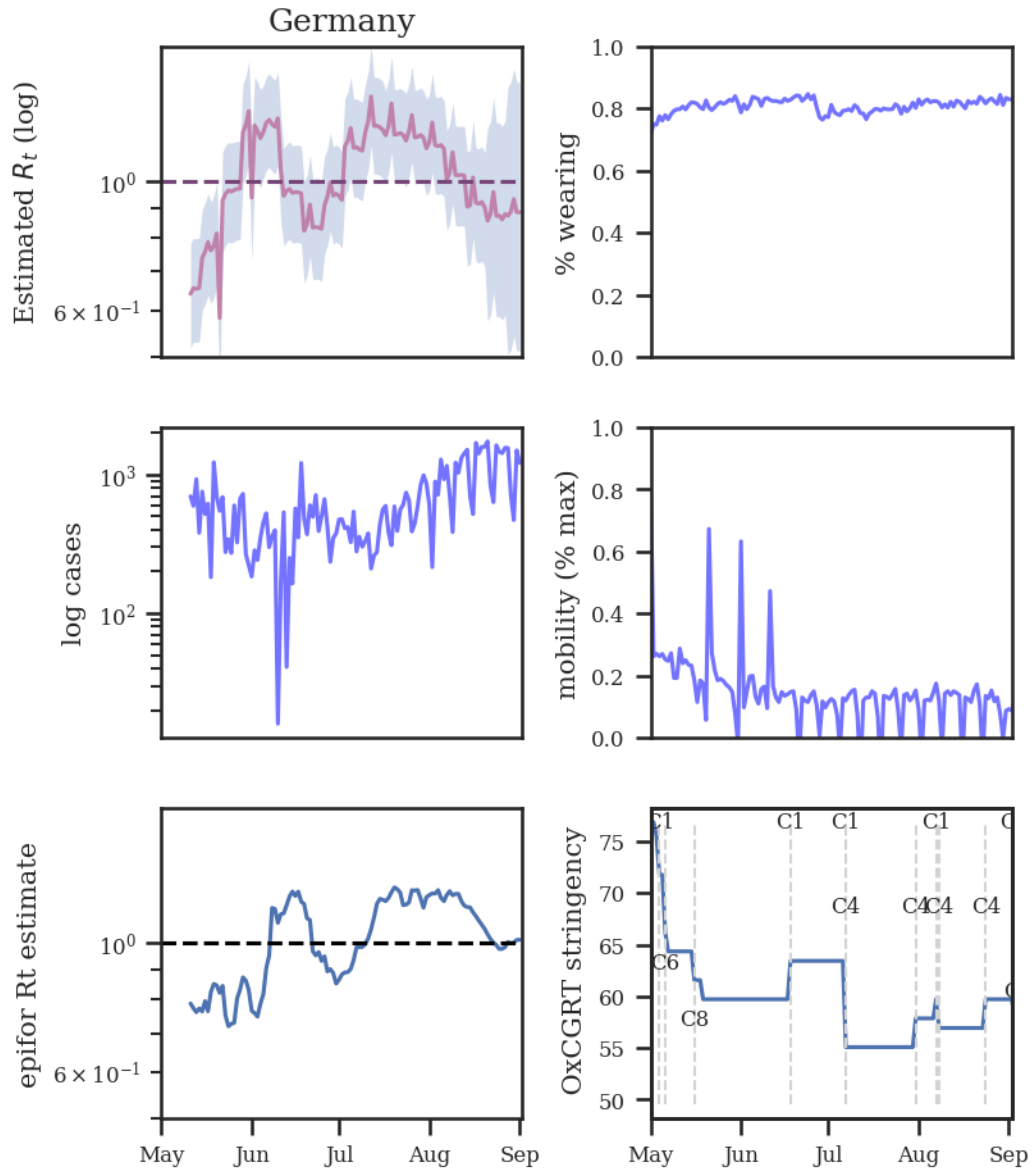 Germany
Estimated R_t (log)
10^0
6 × 10^-1
% wearing
1.0
0.8
0.6
0.4
0.2
0.0
log cases
10^3
10^2
mobility (% max)
1.0
0.8
0.6
0.4
0.2
0.0
epifor Rt estimate
10^0
6 × 10^-1
May Jun Jul Aug Sep
OxCGRT stringency
75
70
65
60
55
50
C1 C1 C1 C1
C4 C4 C4 C4
C6
C8
May Jun Jul Aug Sep